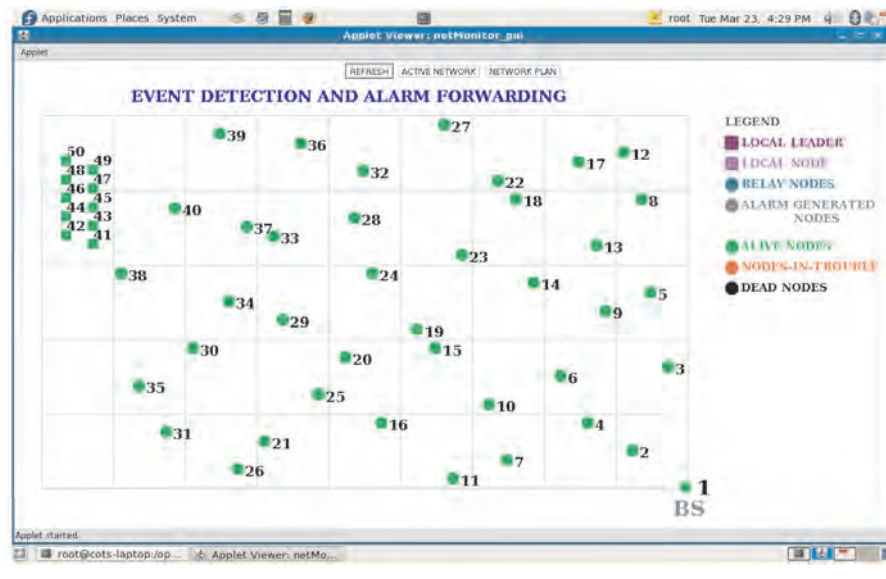 Applications Places System
root Tue Mar 23, 4:29 PM
Applet Viewer: netMonitor_gui
Applet
REFRESH ACTIVE NETWORK NETWORK PLAN
EVENT DETECTION AND ALARM FORWARDING
LEGEND
LOCAL LEADER
LOCAL NODE
RELAY NODES
ALARM GENERATED
NODES
ALIVE NODES
NODES-IN-TROUBLE
DEAD NODES
27
39
36
12
50
49
17
48
47
32
22
46
45
18
8
44
40
43
28
42
37
33
41
13
23
38
24
14
5
34
9
29
19
30
15
20
3
6
35
25
10
16
4
31
21
2
7
26
11
1
BS
Applet started.
root@cots-laptop:/op... Applet Viewer: netMo...